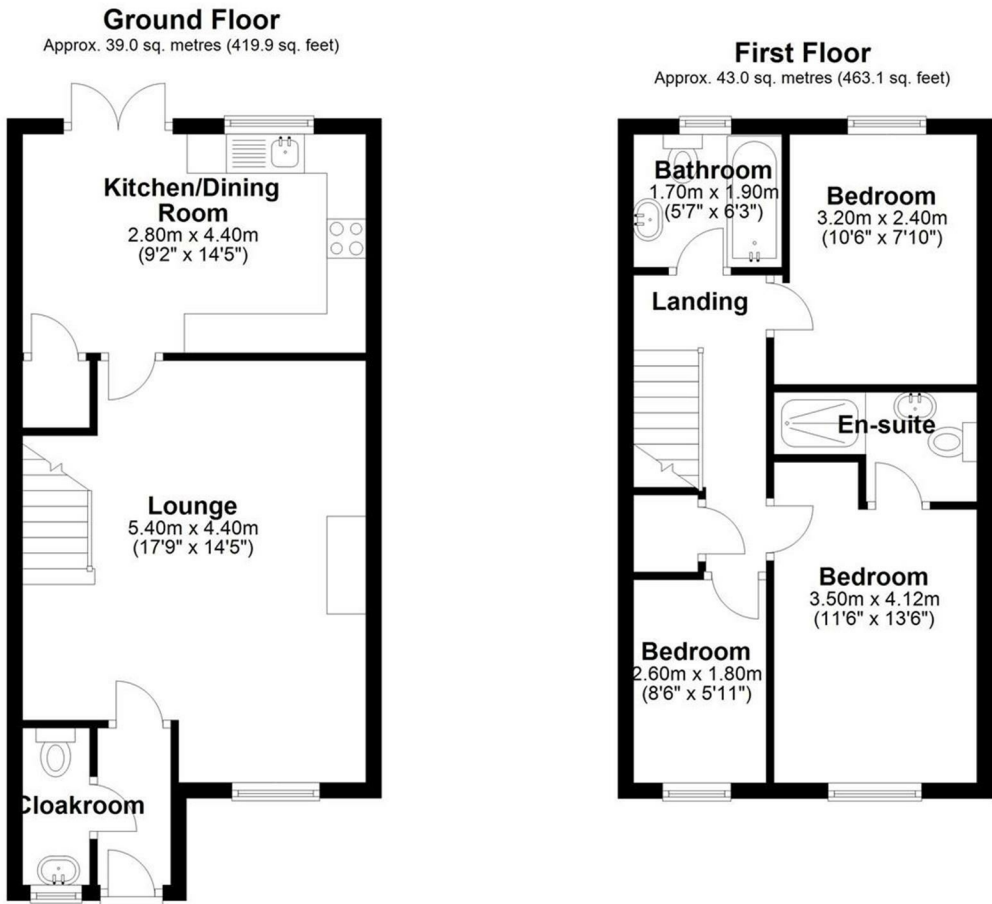 Ground Floor
Approx. 39.0 sq. metres (419.9 sq. feet)
Kitchen/Dining
Room
2.80m x 4.40m
(9'2" x 14'5")
Lounge
5.40m x 4.40m
(17'9" x 14'5")
Cloakroom
First Floor
Approx. 43.0 sq. metres (463.1 sq. feet)
Bathroom
1.70m x 1.90m
(5'7" x 6'3")
Bedroom
3.20m x 2.40m
(10'6" x 7'10")
Landing
En-suite
Bedroom
3.50m x 4.12m
(11'6" x 13'6")
Bedroom
2.60m x 1.80m
(8'6" x 5'11")